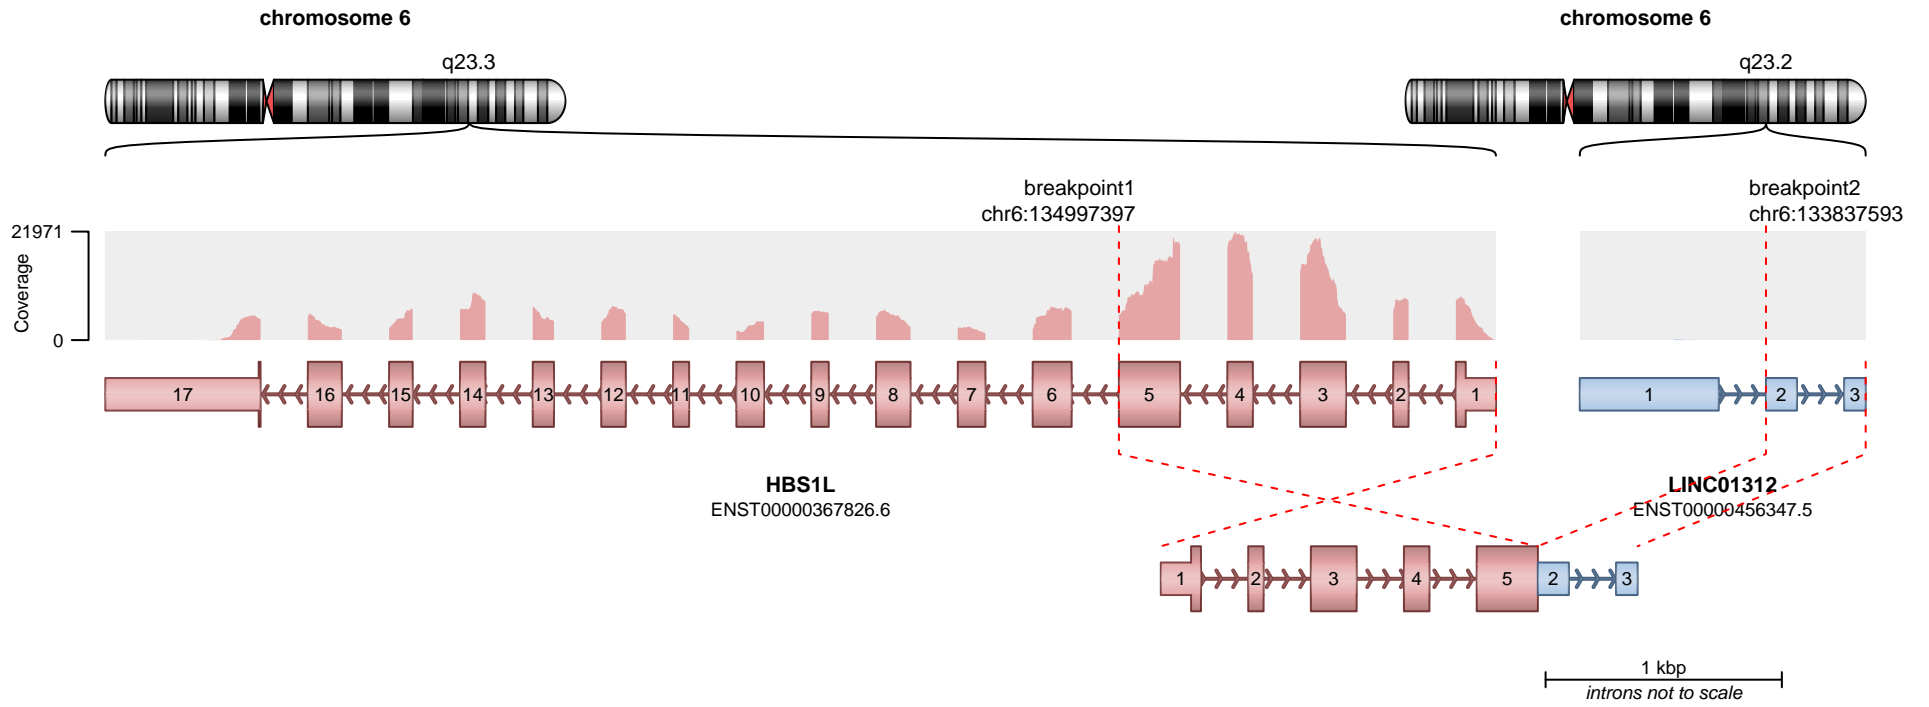 chromosome 6
chromosome 6
q23.3
q23.2
breakpoint1
chr6:134997397
breakpoint2
chr6:133837593
21971
Coverage
0
17 16 15 14 13 12 11 10 9 8 7 6 5 4 3 2 1
1 2 3
HBS1L
ENST00000367826.6
LINC01312
ENST00000456347.5
1 2 3 4 5 2 3
1 kbp
introns not to scale